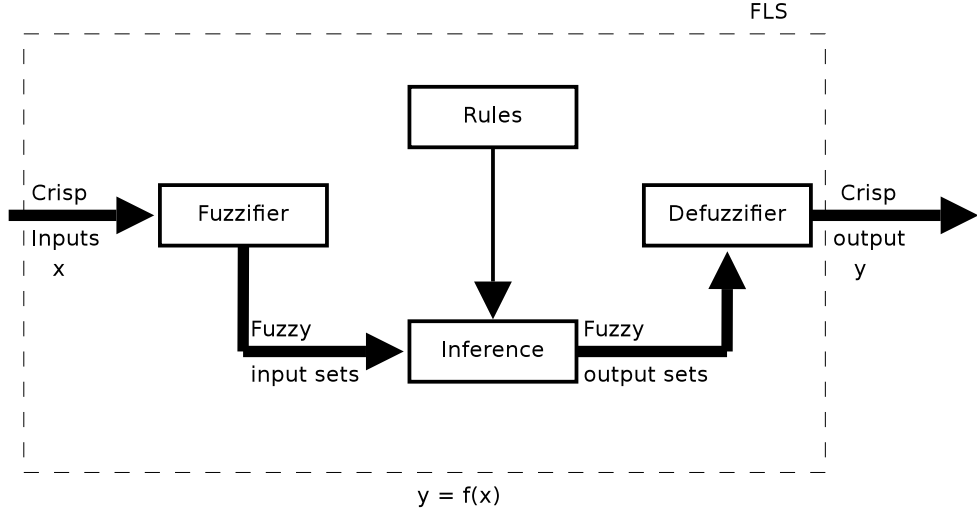 FLS
Rules
Crisp
Inputs
x
Fuzzifier
Defuzzifier
Crisp
output
y
Fuzzy
input sets
Inference
Fuzzy
output sets
y = f(x)